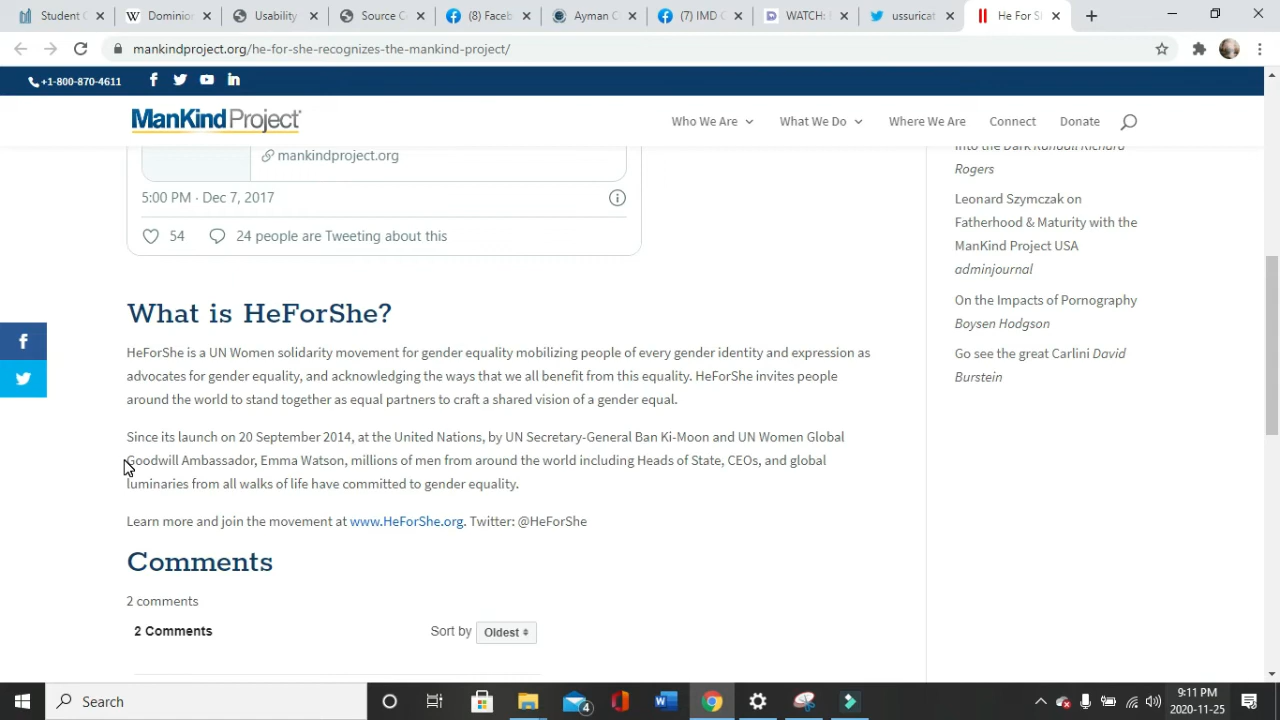 Student C
Dominion
Usability
Source C
(8) Faceb
Ayman C
(7) IMD C
WATCH:
ussuricat
He For S
mankindproject.org/he-for-she-recognizes-the-mankind-project/
+1-800-870-4611
ManKind Project
Who We Are
What We Do
Where We Are
Connect
Donate
mankindproject.org
5:00 PM · Dec 7, 2017
54
24 people are Tweeting about this
What is HeForShe?
HeForShe is a UN Women solidarity movement for gender equality mobilizing people of every gender identity and expression as
advocates for gender equality, and acknowledging the ways that we all benefit from this equality. HeForShe invites people
around the world to stand together as equal partners to craft a shared vision of a gender equal.
Since its launch on 20 September 2014, at the United Nations, by UN Secretary-General Ban Ki-Moon and UN Women Global
Goodwill Ambassador, Emma Watson, millions of men from around the world including Heads of State, CEOs, and global
luminaries from all walks of life have committed to gender equality.
Learn more and join the movement at www.HeForShe.org. Twitter: @HeForShe
Comments
2 comments
2 Comments
Sort by Oldest
into the Dark Randall Richard
Rogers
Leonard Szymczak on
Fatherhood & Maturity with the
ManKind Project USA
adminjournal
On the Impacts of Pornography
Boysen Hodgson
Go see the great Carlini David
Burstein
Search
4
9:11 PM
2020-11-25